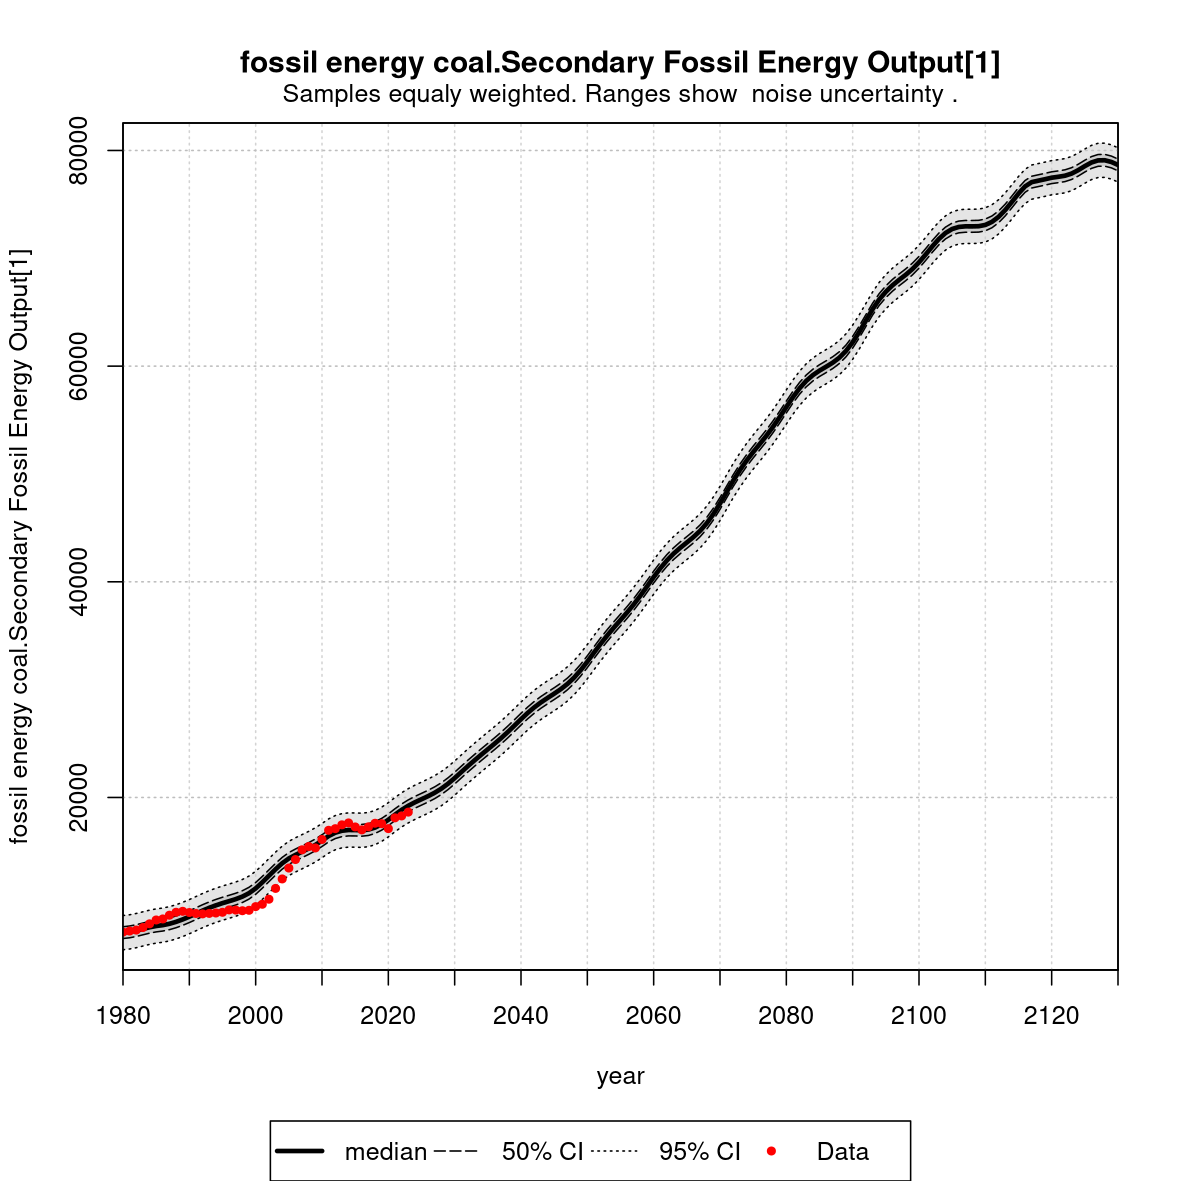 fossil energy coal.Secondary Fossil Energy Output[1]
Samples equaly weighted. Ranges show  noise uncertainty .
fossil energy coal.Secondary Fossil Energy Output[1]
80000
60000
40000
20000
1980 2000 2020 2040 2060 2080 2100 2120
year
median 50% CI 95% CI Data